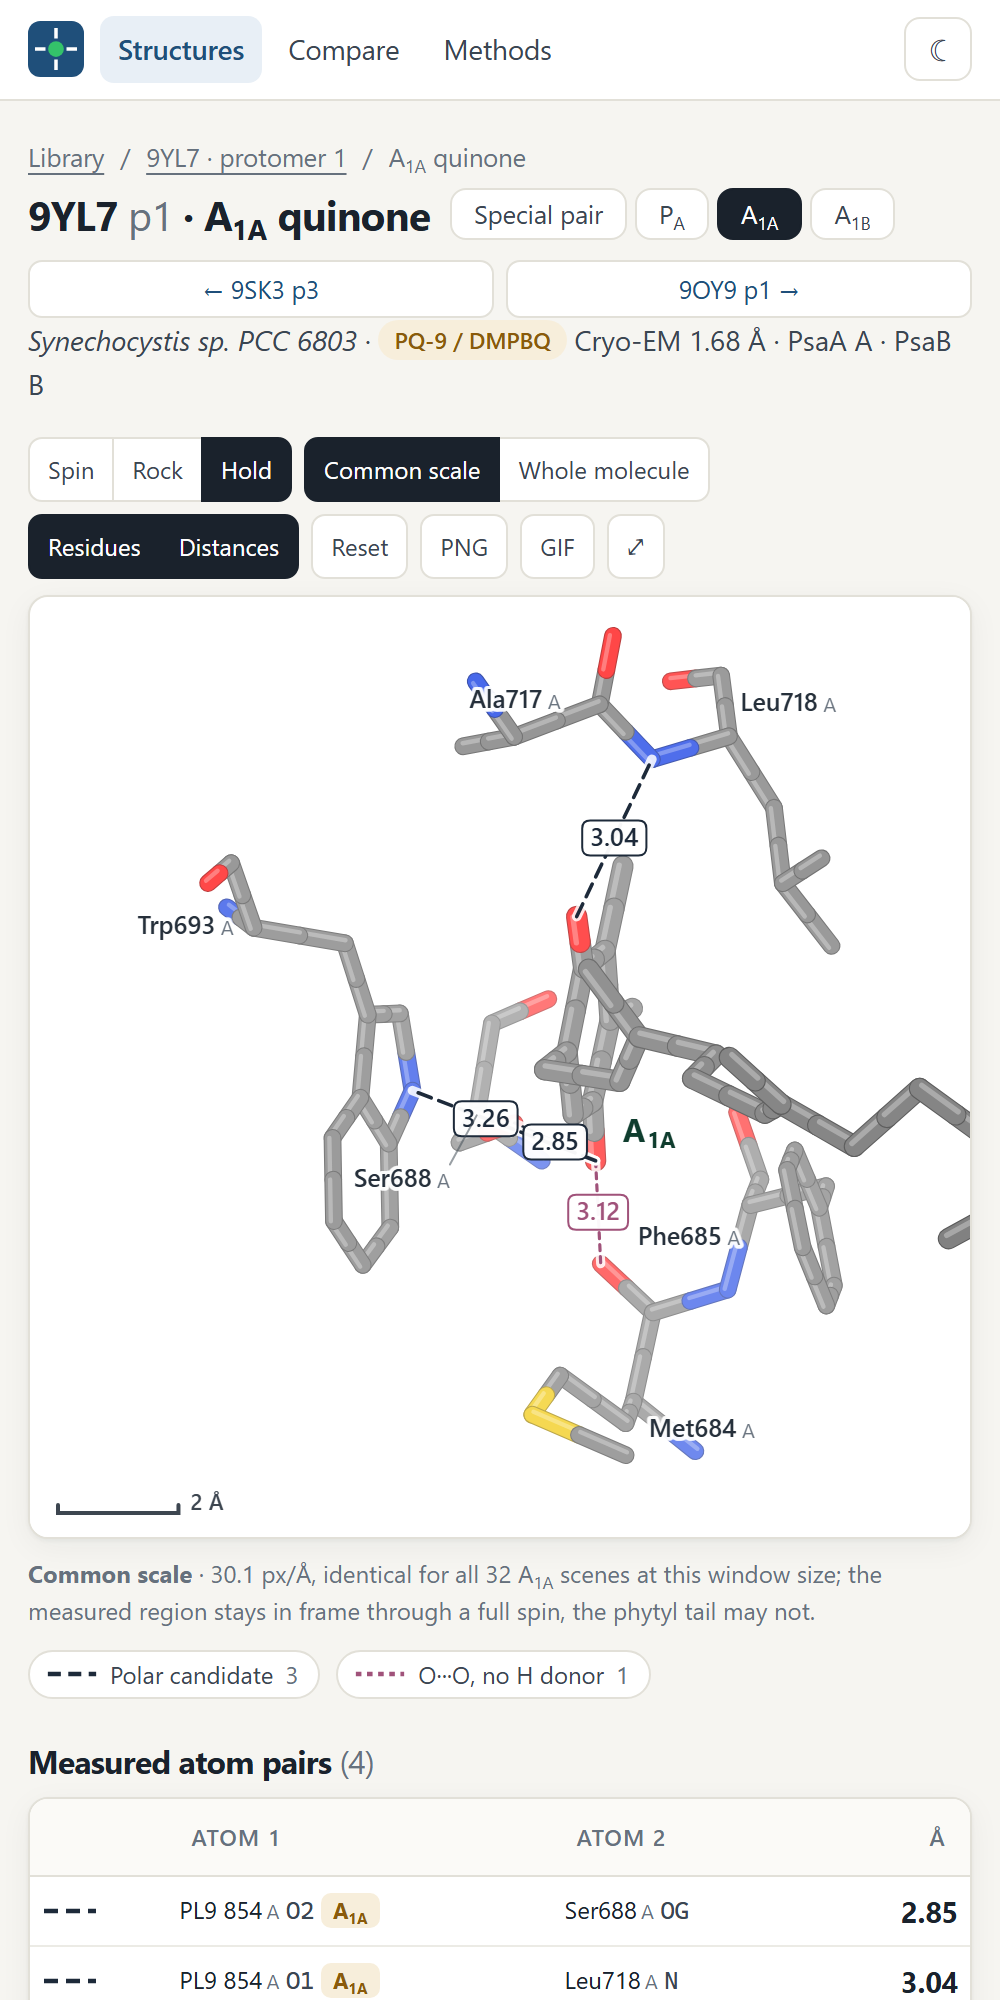 Structures Compare Methods
Library / 9YL7 · protomer 1 / A1A quinone
9YL7 p1 · A1A quinone Special pair PA A1A A1B
← 9SK3 p3 9OY9 p1 →
Synechocystis sp. PCC 6803 · PQ-9 / DMPBQ Cryo-EM 1.68 Å · PsaA A · PsaB
B
Spin Rock Hold Common scale Whole molecule
Residues Distances Reset PNG GIF ⤢
Ala717 A
Leu718 A
3.04
Trp693 A
3.26
2.85
A1A
Ser688 A
3.12
Phe685 A
Met684 A
2 Å
Common scale · 30.1 px/Å, identical for all 32 A1A scenes at this window size; the
measured region stays in frame through a full spin, the phytyl tail may not.
Polar candidate 3 O···O, no H donor 1
Measured atom pairs (4)
ATOM 1 ATOM 2 Å
PL9 854 A O2 A1A Ser688 A OG 2.85
PL9 854 A O1 A1A Leu718 A N 3.04